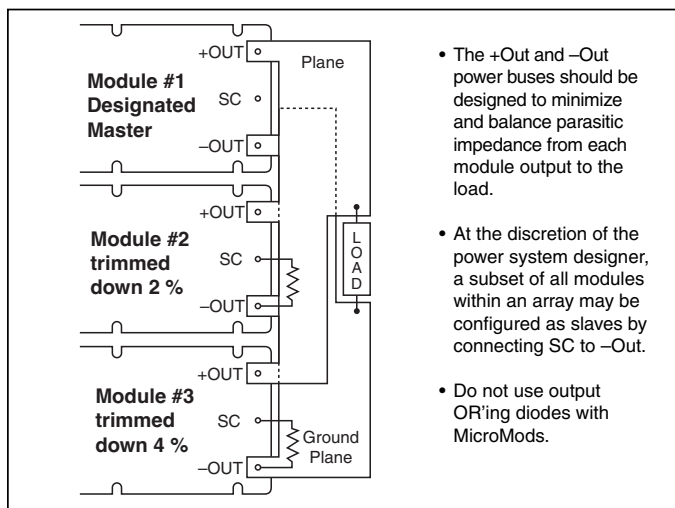 +OUT
Plane
Module #1
Designated
Master
SC
–OUT
+OUT
Module #2
trimmed
down 2 %
SC
–OUT
LOAD
+OUT
Module #3
trimmed
down 4 %
SC
Ground
Plane
–OUT
• The +Out and –Out
power buses should be
designed to minimize
and balance parasitic
impedance from each
module output to the
load.
• At the discretion of the
power system designer,
a subset of all modules
within an array may be
configured as slaves by
connecting SC to –Out.
• Do not use output
OR'ing diodes with
MicroMods.